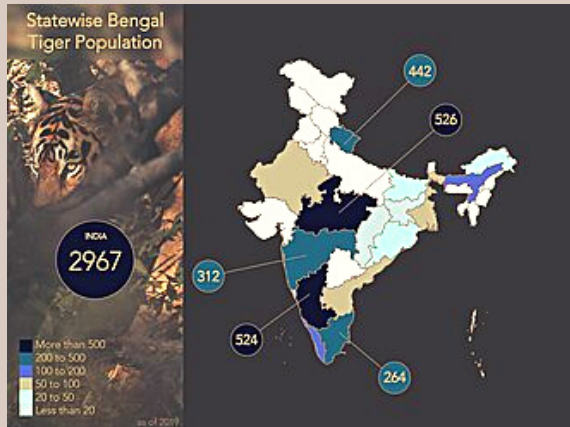 Statewise Bengal
Tiger Population
442
526
INDIA
2967
312
524
264
More than 500
200 to 500
100 to 200
50 to 100
20 to 50
Less than 20
as of 2019